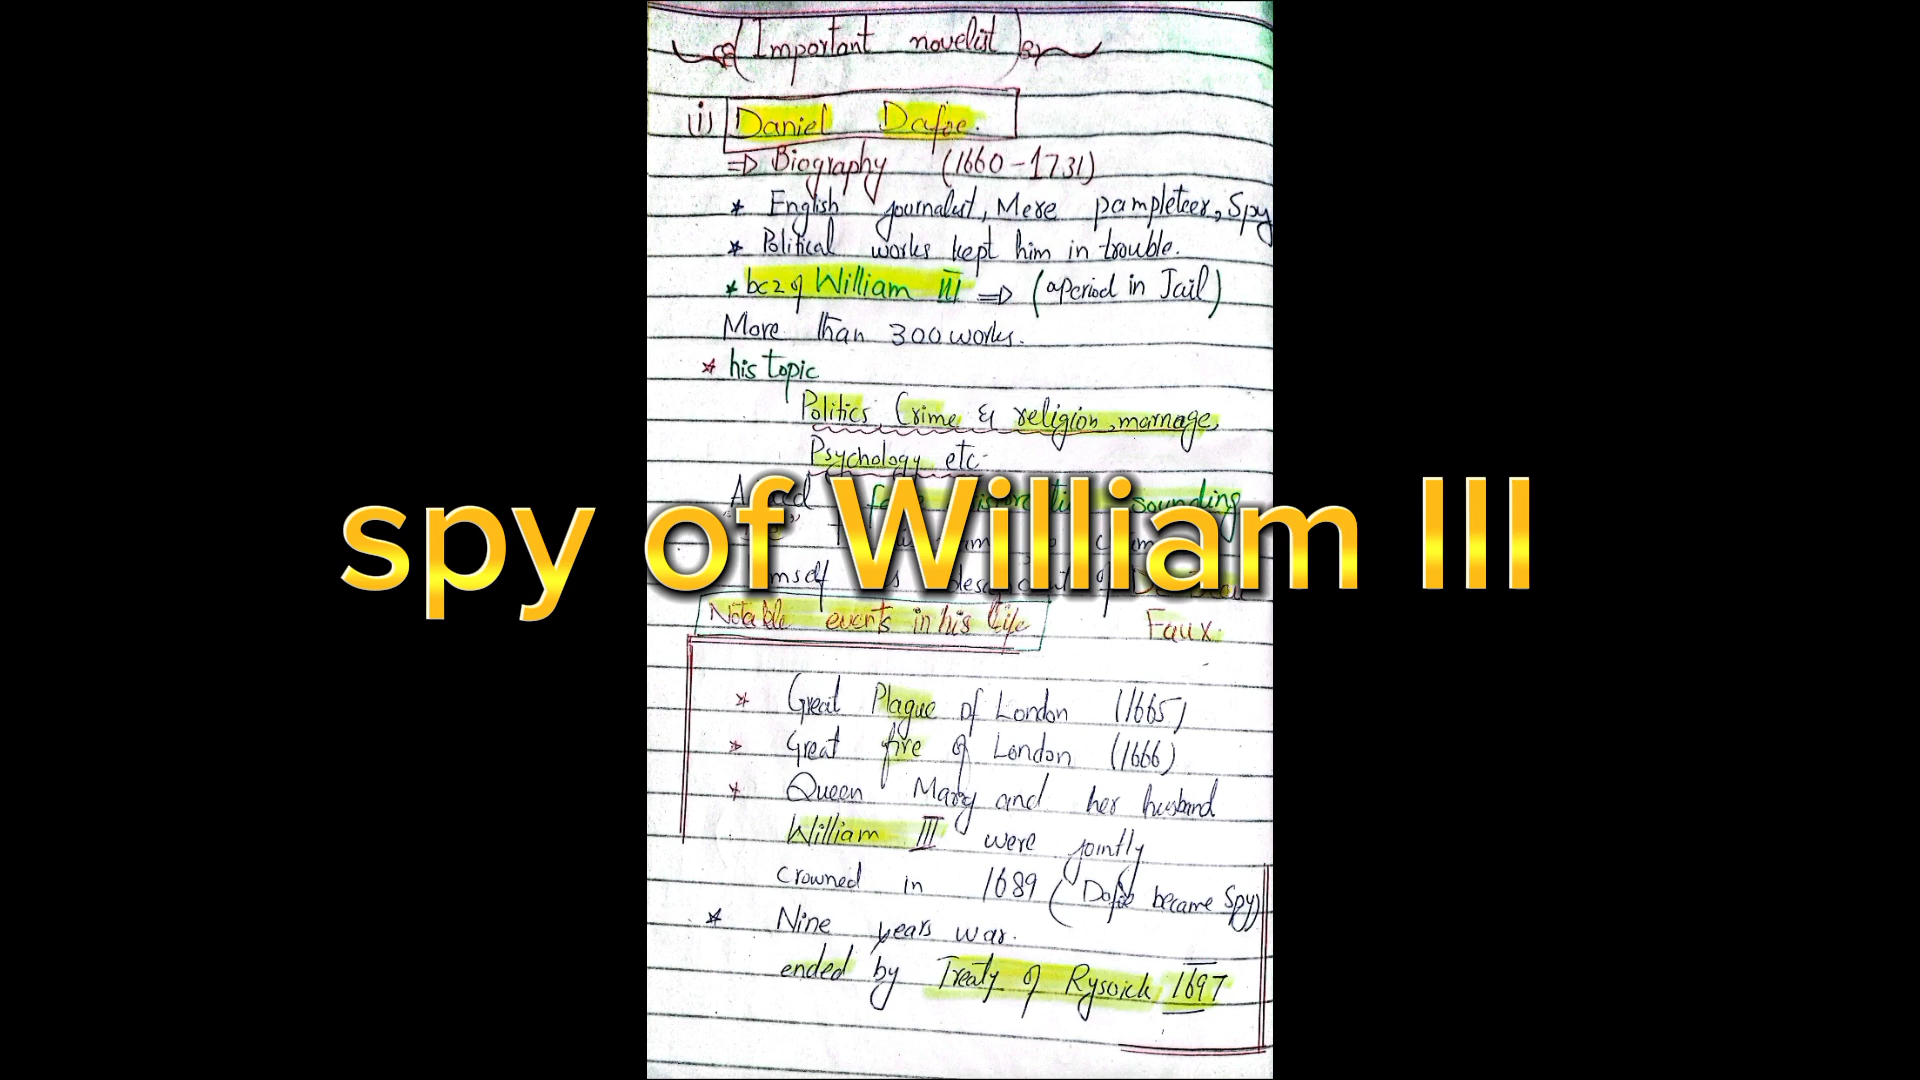 (Important novelist)
(i) Daniel Dafoe.
⇒ Biography (1660-1731)
* English journalist, Mere pampleteer, Spy
* Political works kept him in trouble.
* bcz of William III ⇒ (a period in Jail)
More than 300 works.
* his topic
Politics, Crime & religion, marriage,
Psychology etc.
sounding
spy of William III
Notable events in his life
Faux.
* Great Plague of London (1665)
* Great fire of London (1666)
* Queen Mary and her husband
William III were jointly
crowned in 1689 (Dafoe became Spy)
* Nine years war.
ended by Treaty of Ryswick 1697